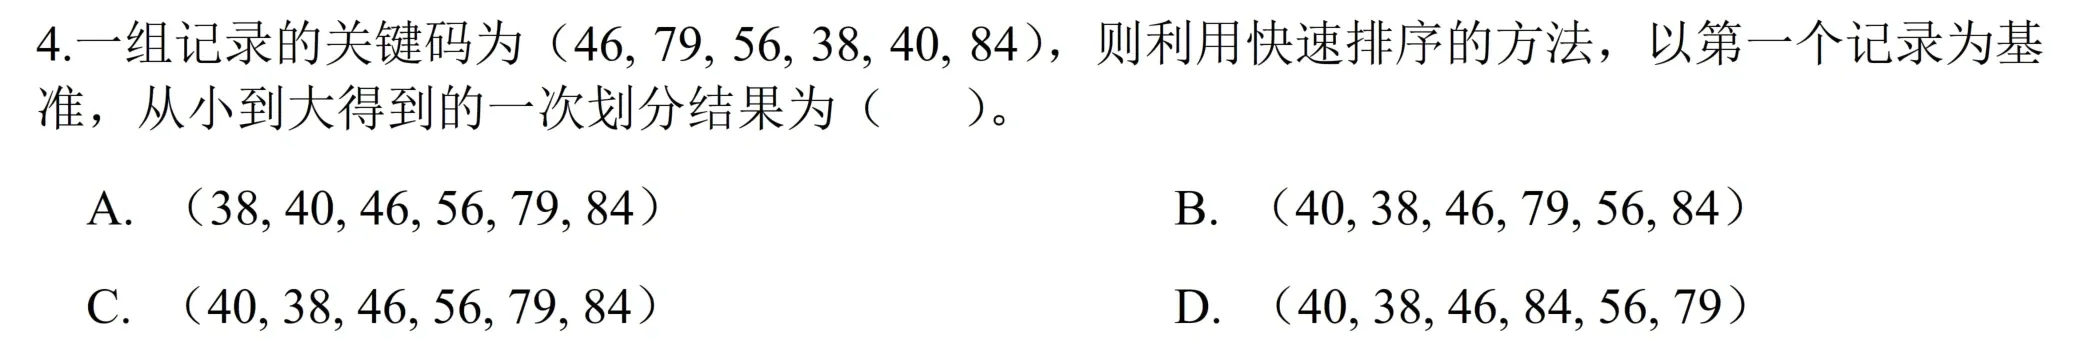 4.一组记录的关键码为（46, 79, 56, 38, 40, 84），则利用快速排序的方法，以第一个记录为基
准，从小到大得到的一次划分结果为（    ）。
A. （38, 40, 46, 56, 79, 84）
B. （40, 38, 46, 79, 56, 84）
C. （40, 38, 46, 56, 79, 84）
D. （40, 38, 46, 84, 56, 79）